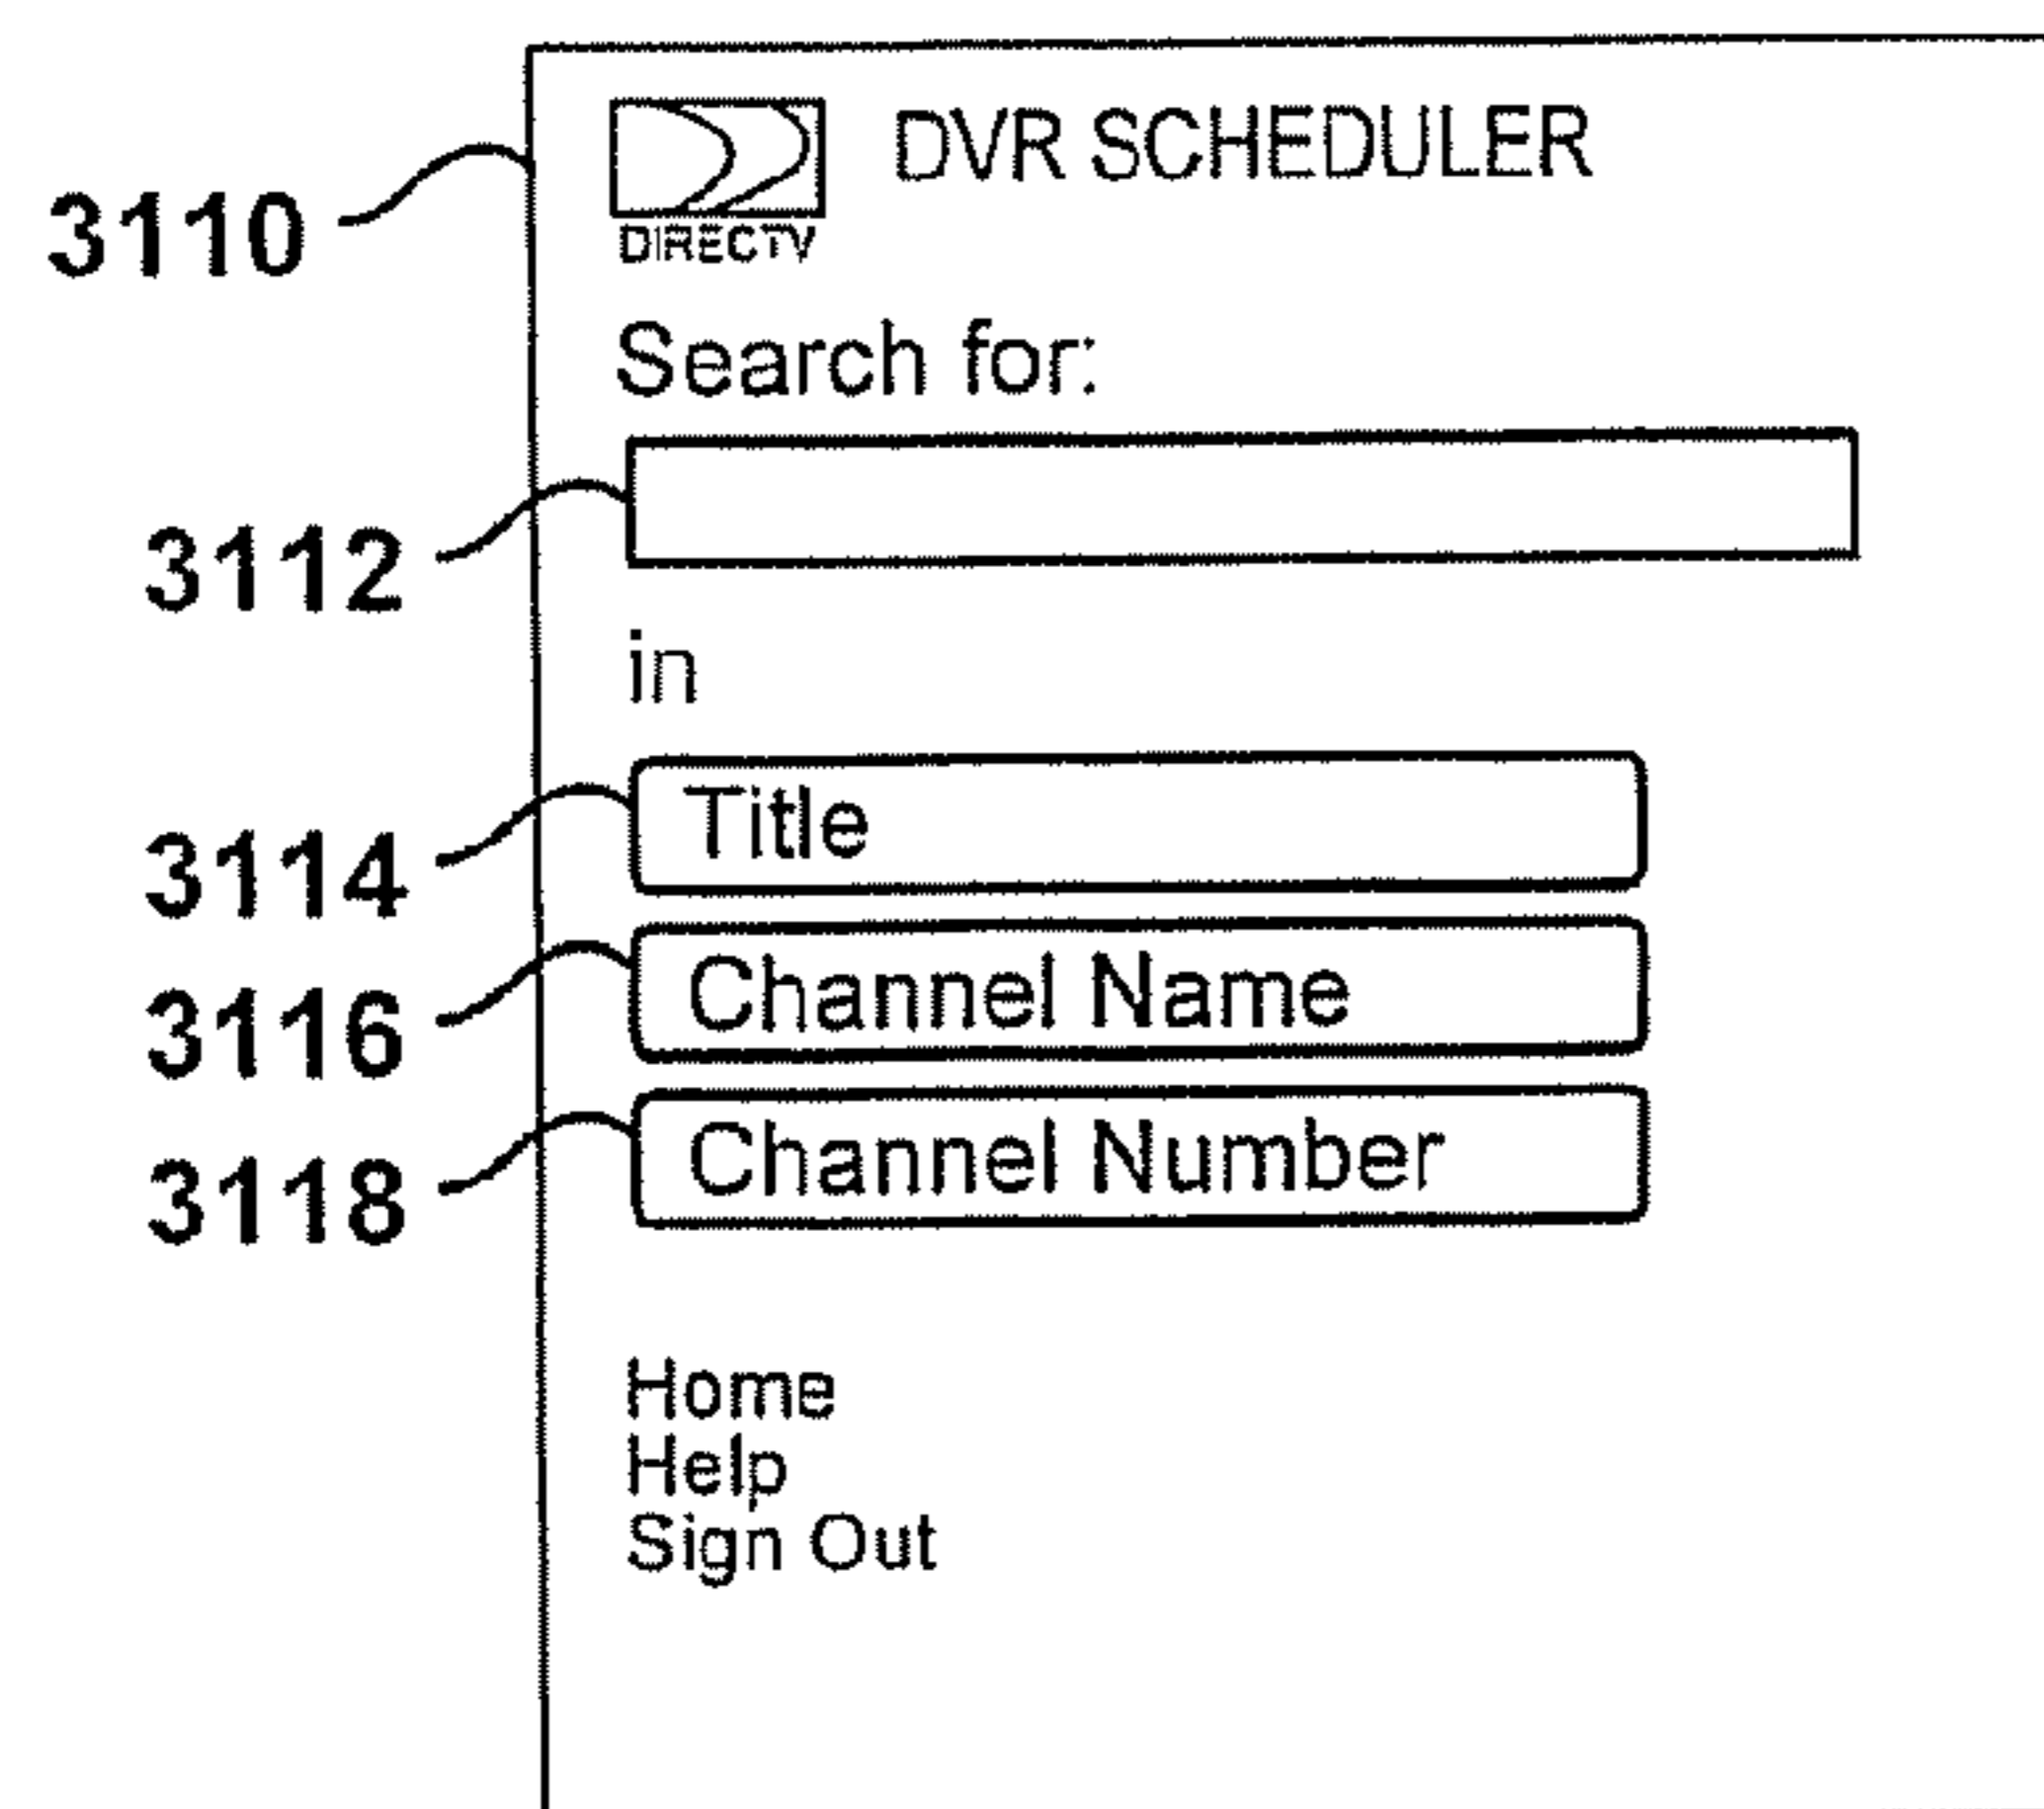 3110
DVR SCHEDULER
DIRECTV
Search for:
3112
in
3114 Title
3116 Channel Name
3118 Channel Number
Home
Help
Sign Out